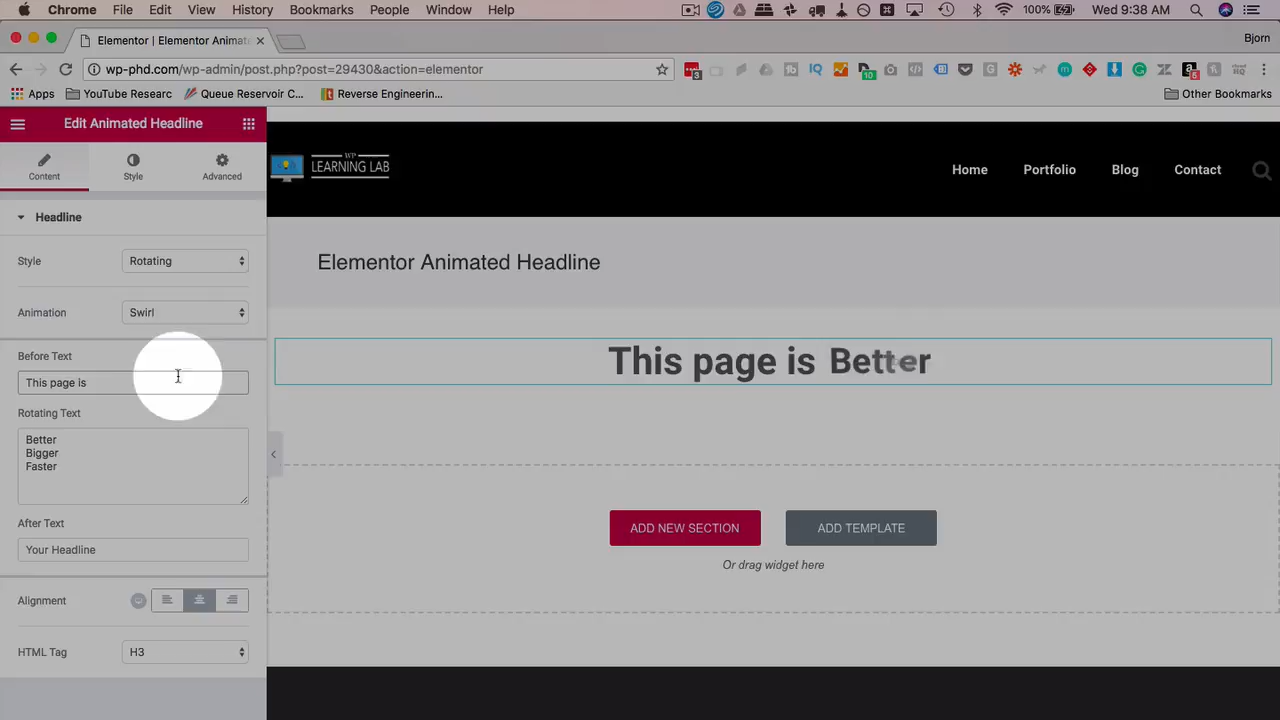 Chrome File Edit View History Bookmarks People Window Help 100% Wed 9:38 AM
Elementor | Elementor Animat
Bjorn
wp-phd.com/wp-admin/post.php?post=29430&action=elementor
Apps YouTube Researc Queue Reservoir C... Reverse Engineerin... Other Bookmarks
Edit Animated Headline
Content Style Advanced
WP
LEARNING LAB
Home Portfolio Blog Contact
Headline
Style Rotating
Elementor Animated Headline
Animation Swirl
Before Text
This page is
This page is Better
Rotating Text
Better
Bigger
Faster
After Text
Your Headline
ADD NEW SECTION ADD TEMPLATE
Or drag widget here
Alignment
HTML Tag H3